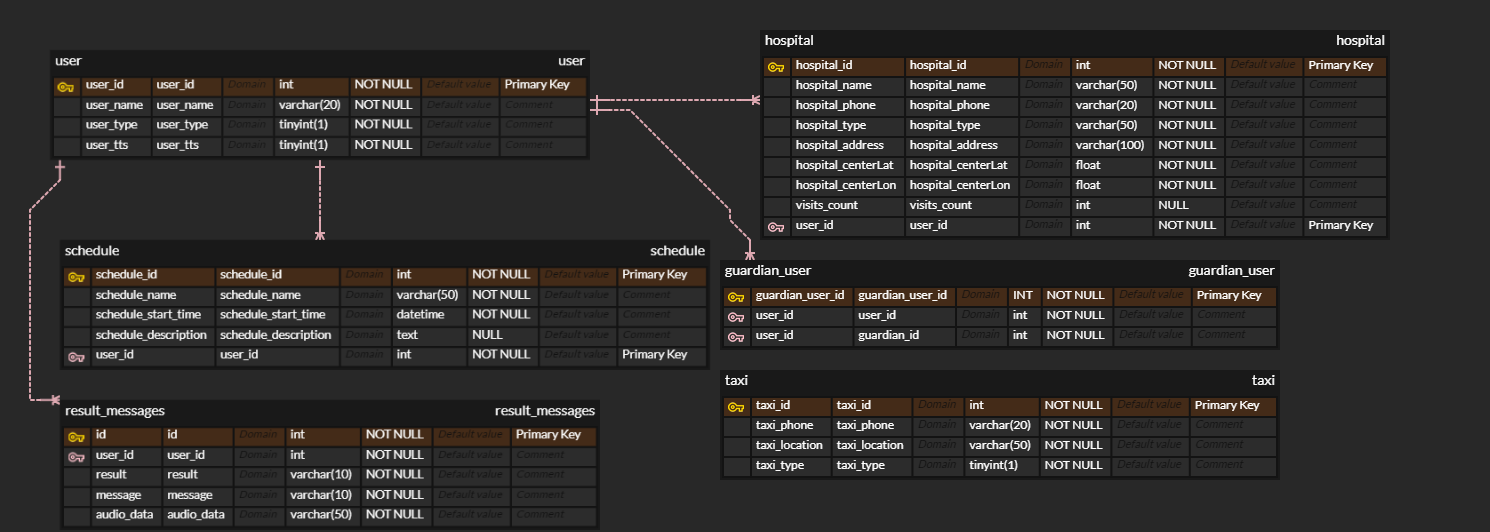 user user
user_id user_id Domain int NOT NULL Default value Primary Key
user_name user_name Domain varchar(20) NOT NULL Default value Comment
user_type user_type Domain tinyint(1) NOT NULL Default value Comment
user_tts user_tts Domain tinyint(1) NOT NULL Default value Comment
hospital hospital
hospital_id hospital_id Domain int NOT NULL Default value Primary Key
hospital_name hospital_name Domain varchar(50) NOT NULL Default value Comment
hospital_phone hospital_phone Domain varchar(20) NOT NULL Default value Comment
hospital_type hospital_type Domain varchar(50) NOT NULL Default value Comment
hospital_address hospital_address Domain varchar(100) NOT NULL Default value Comment
hospital_centerLat hospital_centerLat Domain float NOT NULL Default value Comment
hospital_centerLon hospital_centerLon Domain float NOT NULL Default value Comment
visits_count visits_count Domain int NULL Default value Comment
user_id user_id Domain int NOT NULL Default value Primary Key
schedule schedule
schedule_id schedule_id Domain int NOT NULL Default value Primary Key
schedule_name schedule_name Domain varchar(50) NOT NULL Default value Comment
schedule_start_time schedule_start_time Domain datetime NOT NULL Default value Comment
schedule_description schedule_description Domain text NULL Default value Comment
user_id user_id Domain int NOT NULL Default value Primary Key
guardian_user guardian_user
guardian_user_id guardian_user_id Domain INT NOT NULL Default value Primary Key
user_id user_id Domain int NOT NULL Default value Comment
user_id guardian_id Domain int NOT NULL Default value Comment
result_messages result_messages
id id Domain int NOT NULL Default value Primary Key
user_id user_id Domain int NOT NULL Default value Comment
result result Domain varchar(10) NOT NULL Default value Comment
message message Domain varchar(10) NOT NULL Default value Comment
audio_data audio_data Domain varchar(50) NOT NULL Default value Comment
taxi taxi
taxi_id taxi_id Domain int NOT NULL Default value Primary Key
taxi_phone taxi_phone Domain varchar(20) NOT NULL Default value Comment
taxi_location taxi_location Domain varchar(50) NOT NULL Default value Comment
taxi_type taxi_type Domain tinyint(1) NOT NULL Default value Comment